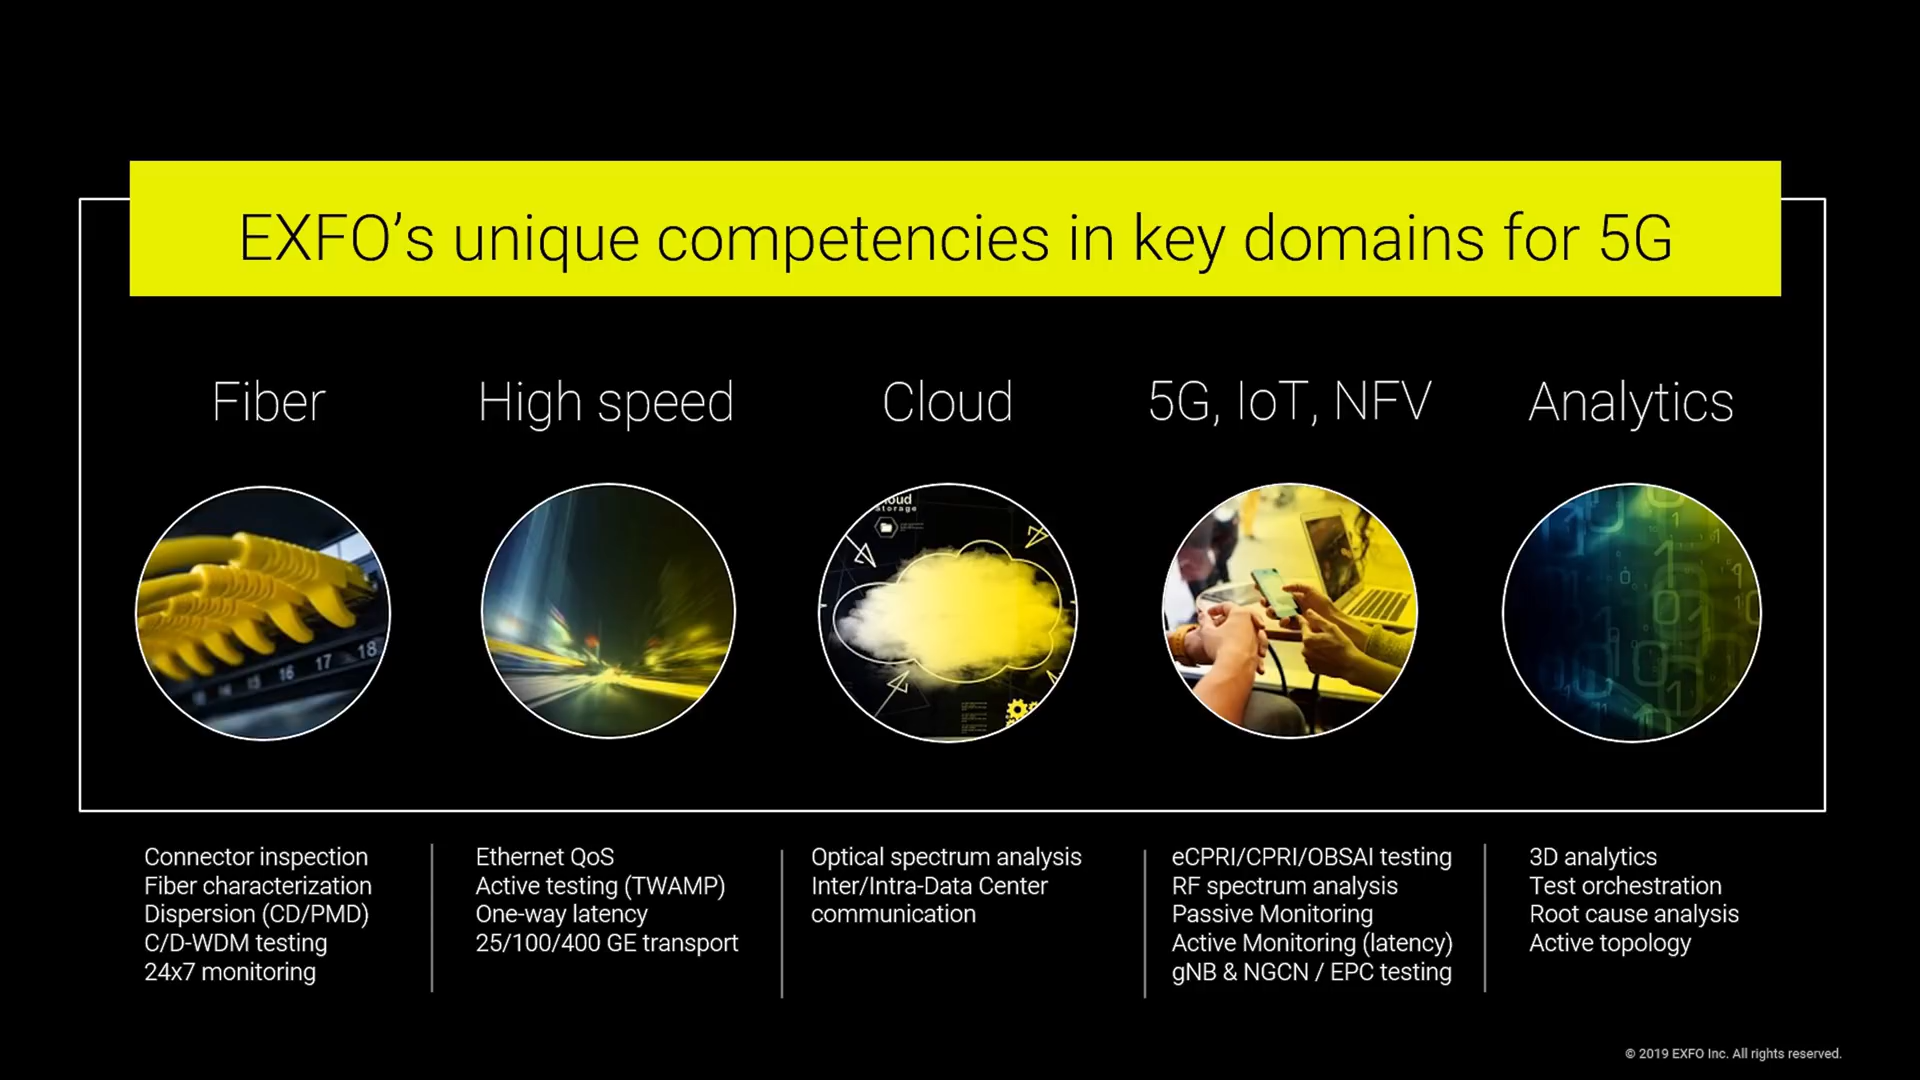 EXFO’s unique competencies in key domains for 5G
Fiber
High speed
Cloud
5G, IoT, NFV
Analytics
16
17
18
storage
Connector inspection
Fiber characterization
Dispersion (CD/PMD)
C/D-WDM testing
24x7 monitoring
Ethernet QoS
Active testing (TWAMP)
One-way latency
25/100/400 GE transport
Optical spectrum analysis
Inter/Intra-Data Center
communication
eCPRI/CPRI/OBSAI testing
RF spectrum analysis
Passive Monitoring
Active Monitoring (latency)
gNB & NGCN / EPC testing
3D analytics
Test orchestration
Root cause analysis
Active topology
© 2019 EXFO Inc. All rights reserved.